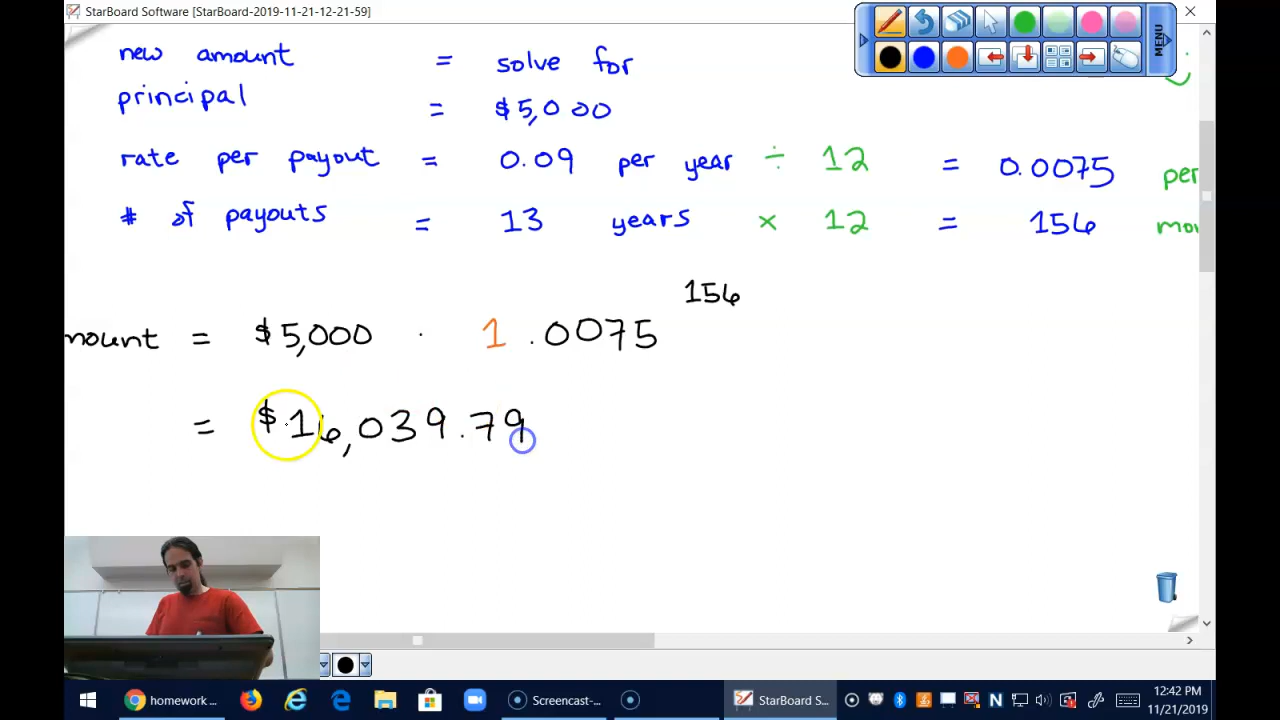 StarBoard Software [StarBoard-2019-11-21-12-21-59]
MENU
new amount = solve for
principal = $5,000
rate per payout = 0.09 per year ÷ 12 = 0.0075 per
# of payouts = 13 years × 12 = 156 mon
156
mount = $5,000 · 1.0075
= $16,039.79
homework ...
Screencast-...
StarBoard S...
12:42 PM
11/21/2019